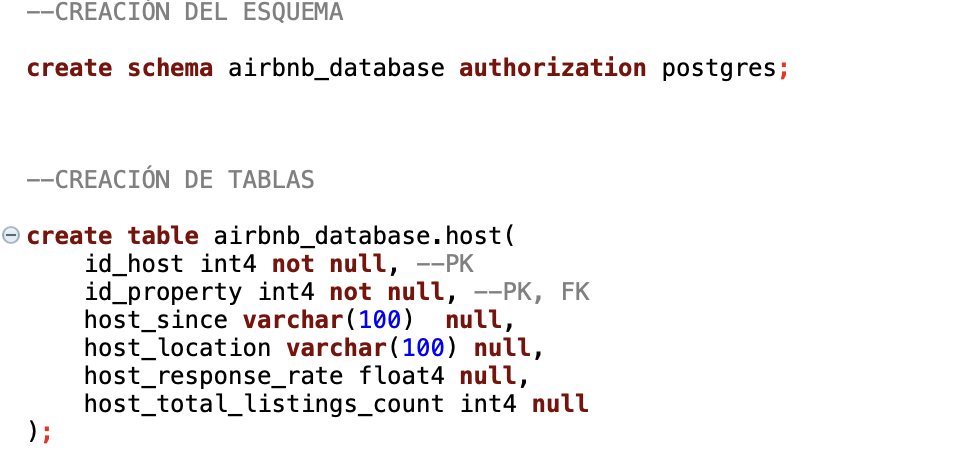 --CREACIÓN DEL ESQUEMA
create schema airbnb_database authorization postgres;
--CREACIÓN DE TABLAS
create table airbnb_database.host(
    id_host int4 not null, --PK
    id_property int4 not null, --PK, FK
    host_since varchar(100)  null,
    host_location varchar(100) null,
    host_response_rate float4 null,
    host_total_listings_count int4 null
);